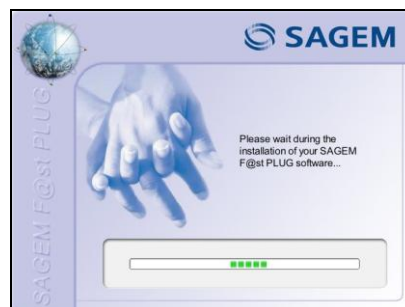 SAGEM
Please wait during the
installation of your SAGEM
F@st PLUG software...
SAGEM F@st PLUG